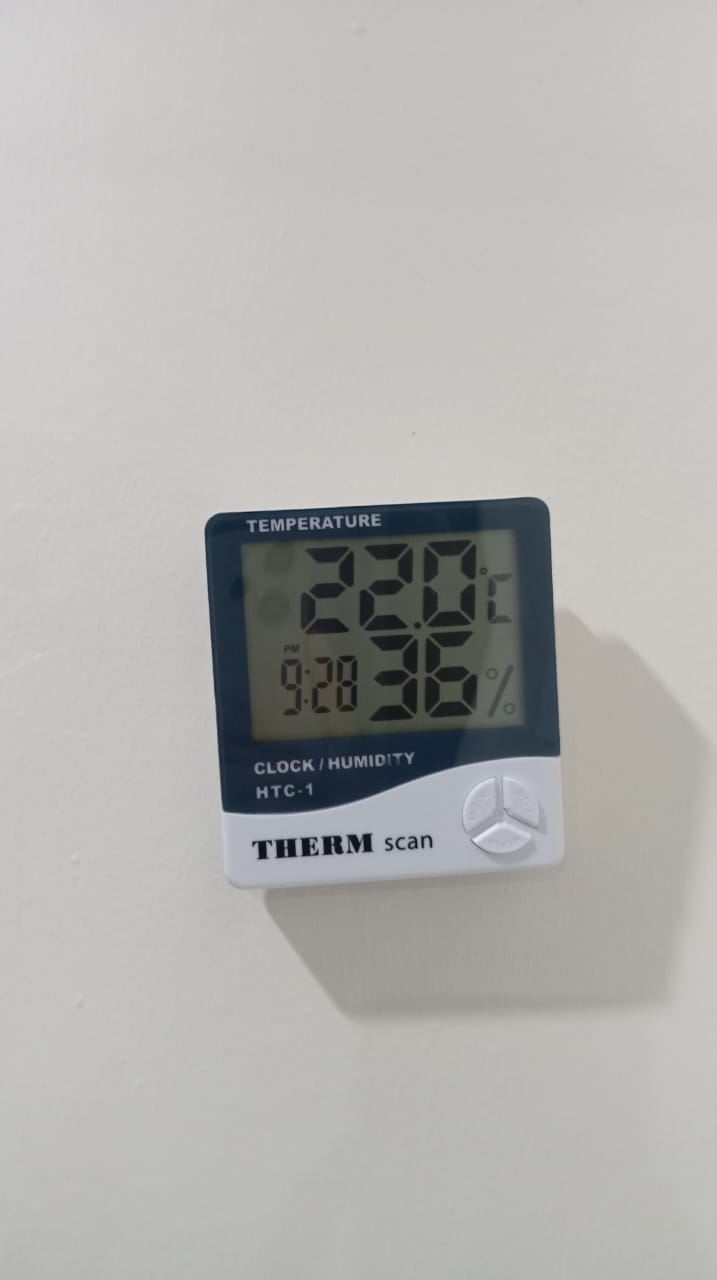 TEMPERATURE
22.0°C
PM
9:28 36%
CLOCK / HUMIDITY
HTC-1
THERM scan